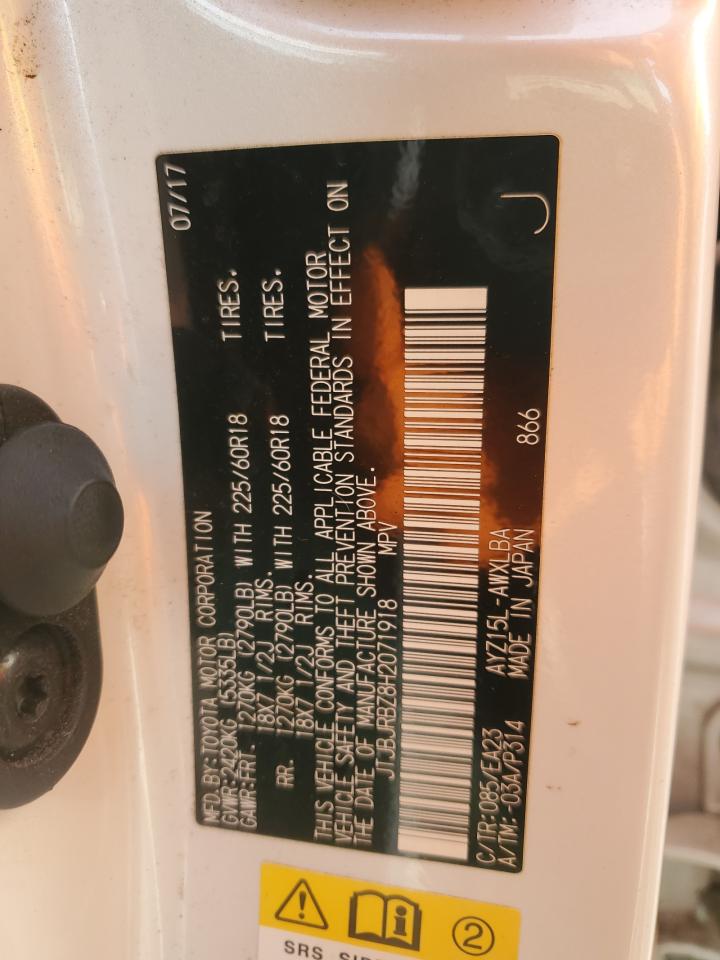 MFD.BY:TOYOTA MOTOR CORPORATION 07/17
GVWR:2420KG (5335LB)
GAWR:FRT. 1270KG (2790LB) WITH 225/60R18 TIRES.
18X7 1/2J RIMS.
RR. 1270KG (2790LB) WITH 225/60R18 TIRES.
18X7 1/2J RIMS.
THIS VEHICLE CONFORMS TO ALL APPLICABLE FEDERAL MOTOR
VEHICLE SAFETY AND THEFT PREVENTION STANDARDS IN EFFECT ON
THE DATE OF MANUFACTURE SHOWN ABOVE.
JTJBJRBZ8H2071918 MPV
C/TR:085/EA23 AYZ15L-AWXLBA
A/TM:-03A/P314 MADE IN JAPAN 866 J
2
SRS